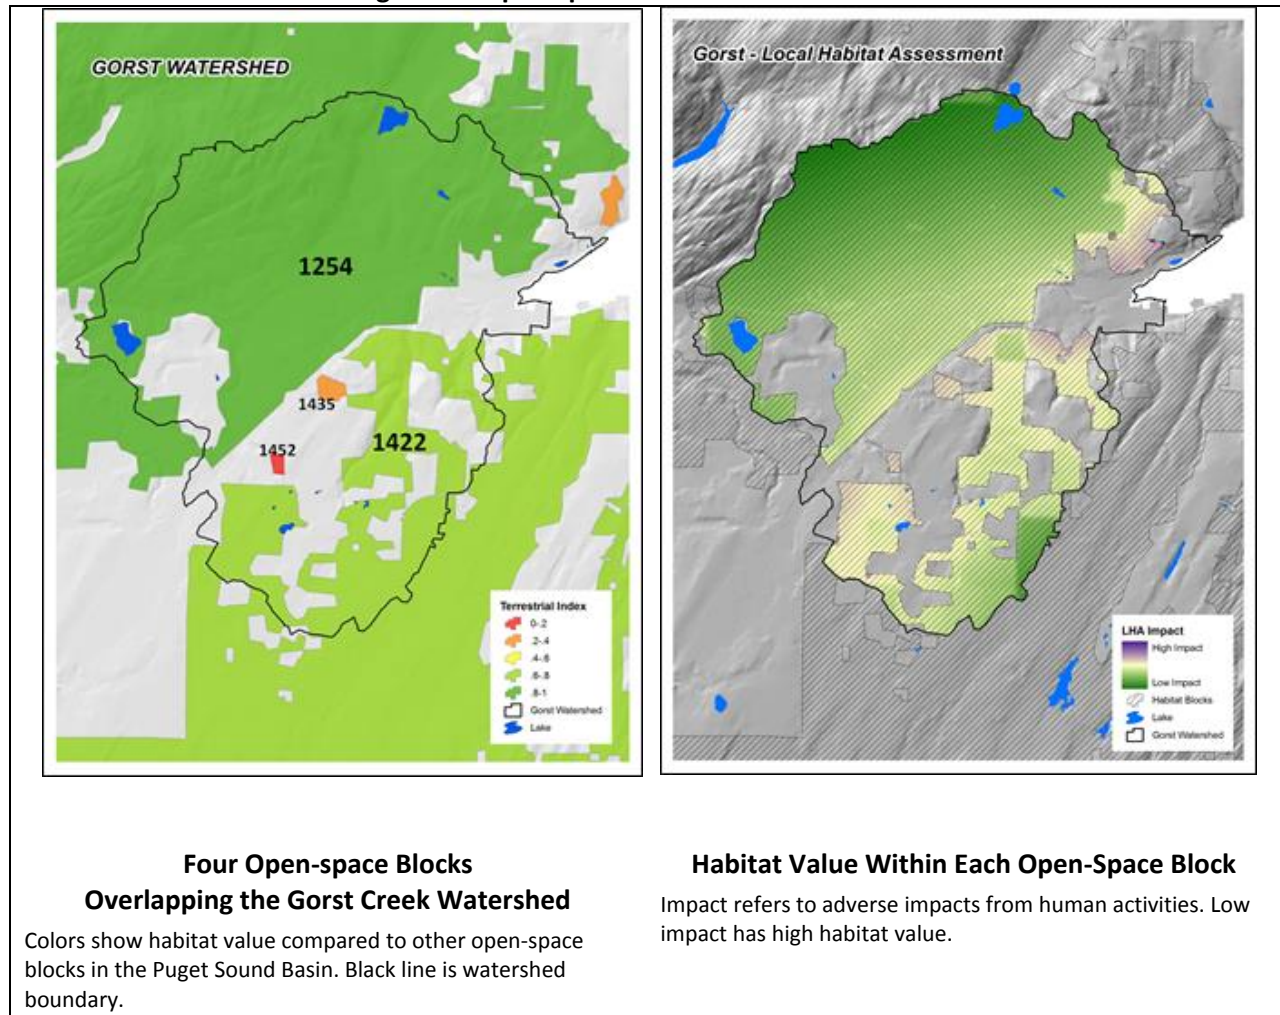 GORST WATERSHED
1254
1435
1422
1452
Terrestrial Index
0-.2
.2-.4
.4-.6
.6-.8
.8-1
Gorst Watershed
Lake
Gorst - Local Habitat Assessment
LHA Impact
High Impact
Low Impact
Habitat Blocks
Lake
Gorst Watershed
Four Open-space Blocks
Overlapping the Gorst Creek Watershed
Colors show habitat value compared to other open-space
blocks in the Puget Sound Basin. Black line is watershed
boundary.
Habitat Value Within Each Open-Space Block
Impact refers to adverse impacts from human activities. Low
impact has high habitat value.